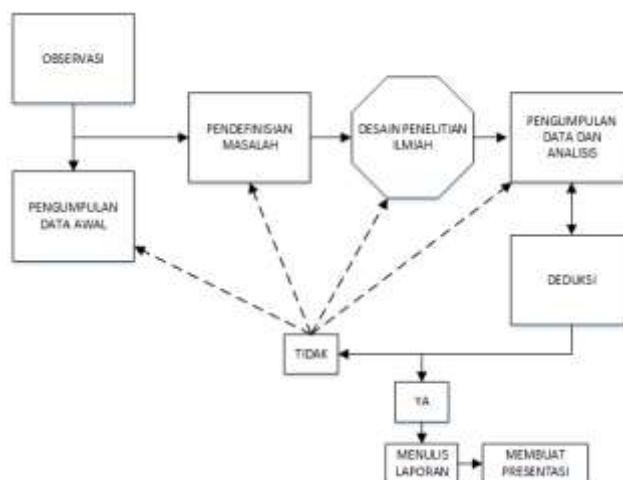 OBSERVASI
PENDEFINISIAN
MASALAH
DESAIN PENELITIAN
ILMIAH
PENGUMPULAN
DATA DAN
ANALISIS
PENGUMPULAN
DATA AWAL
DEDUKSI
TIDAK
YA
MENULIS
LAPORAN
MEMBUAT
PRESENTASI